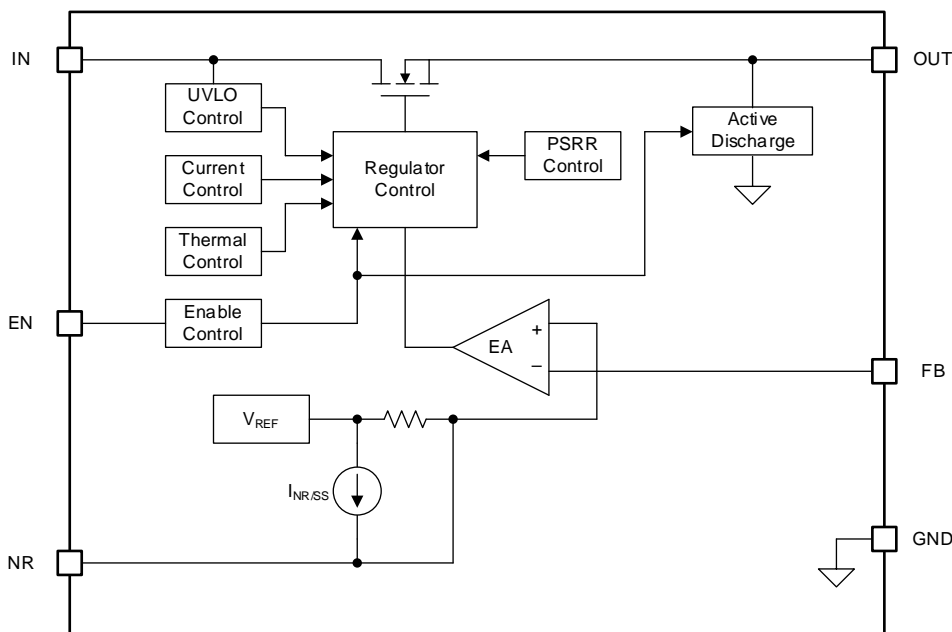 IN
OUT
UVLO
Control
Active
Discharge
Regulator
Control
PSRR
Control
Current
Control
Thermal
Control
EN
Enable
Control
+
EA
−
FB
VREF
INR/SS
NR
GND